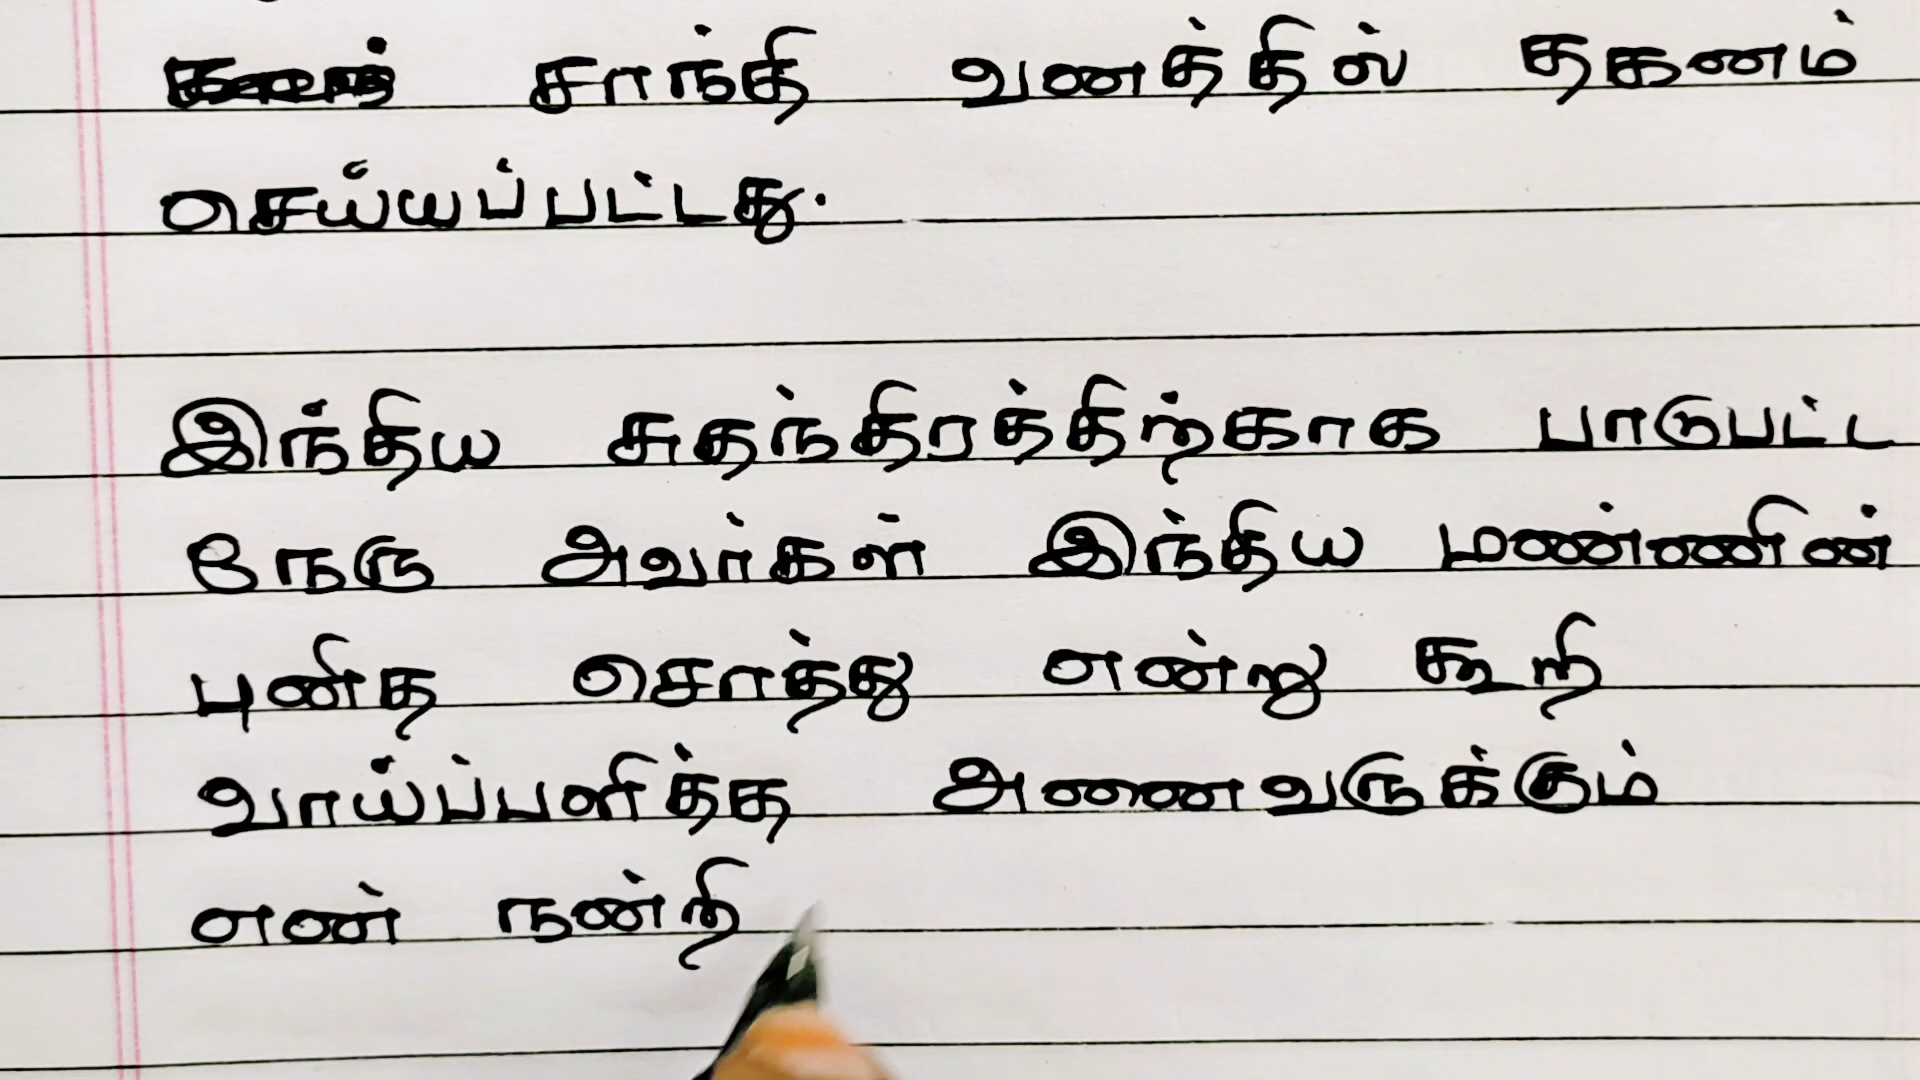 சாந்தி வனத்தில் தகனம்
செய்யப்பட்டது.
இந்திய சுதந்திரத்திற்காக பாடுபட்ட
நேரு அவர்கள் இந்திய மண்ணின்
புனித சொத்து என்று கூறி
வாய்ப்பளித்த அனைவருக்கும்
என் நன்றி